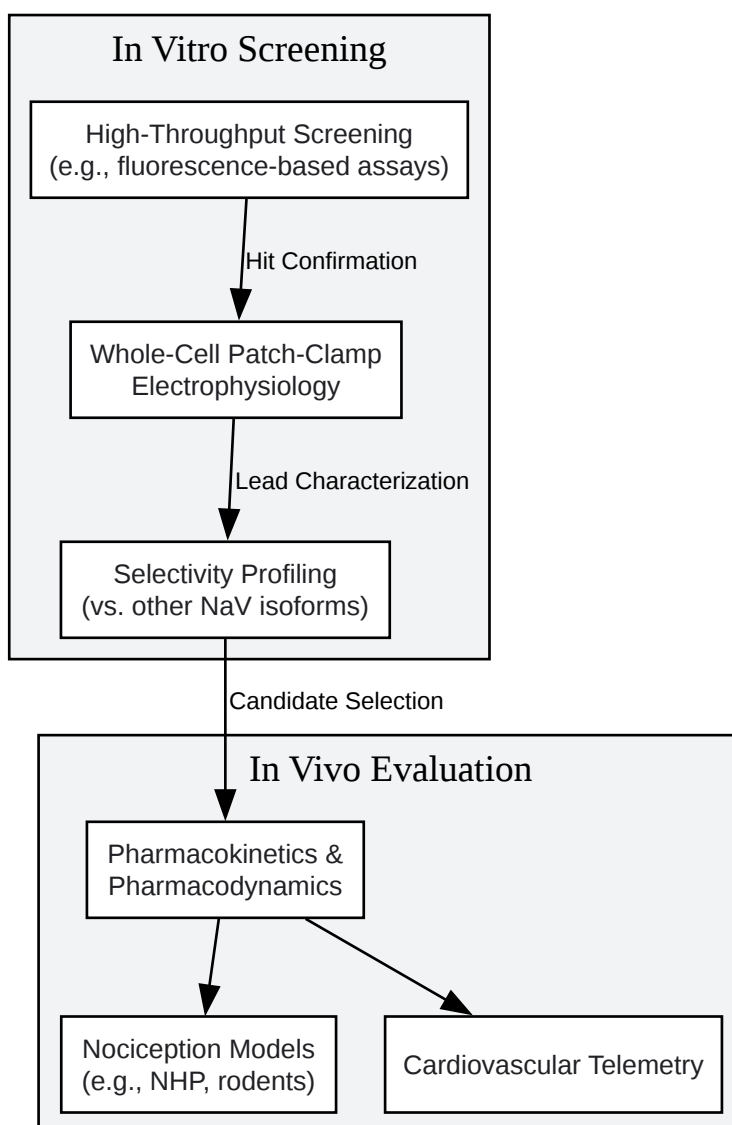 In Vitro Screening
High-Throughput Screening
(e.g., fluorescence-based assays)
Hit Confirmation
Whole-Cell Patch-Clamp
Electrophysiology
Lead Characterization
Selectivity Profiling
(vs. other NaV isoforms)
Candidate Selection
In Vivo Evaluation
Pharmacokinetics &
Pharmacodynamics
Nociception Models
(e.g., NHP, rodents)
Cardiovascular Telemetry